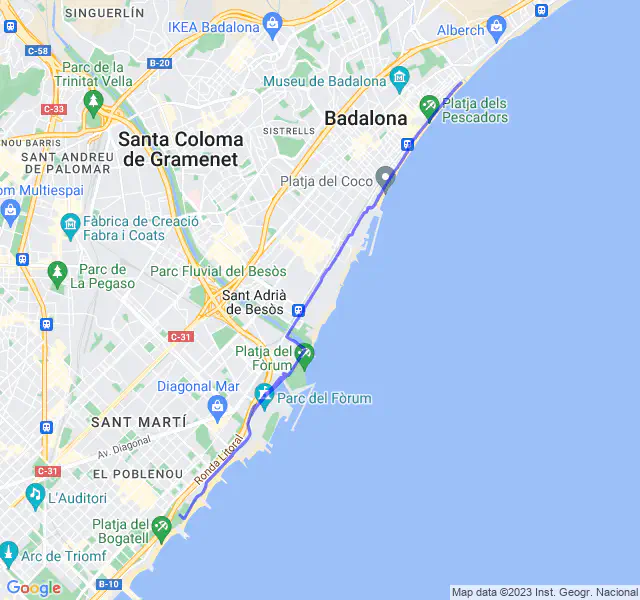 SINGUERLÍN
IKEA Badalona
Alberch
C-58
B-20
Parc de la
Trinitat Vella
Museu de Badalona
Platja dels
Pescadors
C-33
Badalona
SISTRELLS
Santa Coloma
de Gramenet
NOU BARRIS
SANT ANDREU
DE PALOMAR
Platja del Coco
om Multiespai
Fàbrica de Creació
Fabra i Coats
Parc de
La Pegaso
Parc Fluvial del Besòs
Sant Adrià
de Besòs
C-31
Platja del
Fòrum
Diagonal Mar
Parc del Fòrum
SANT MARTÍ
Av. Diagonal
Ronda Litoral
C-31
EL POBLENOU
L'Auditori
Platja del
Bogatell
Arc de Triomf
B-10
Google
Map data ©2023 Inst. Geogr. Nacional